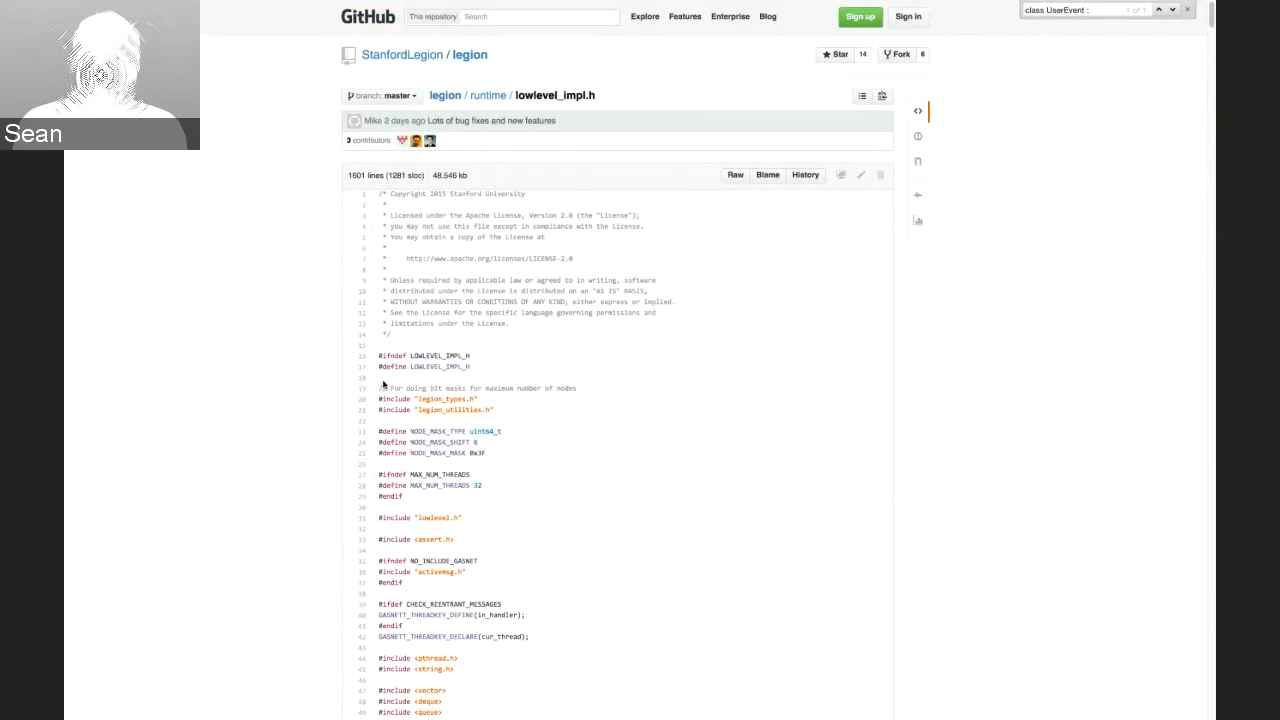 class UserEvent : 1 of 1
GitHub This repository Search Explore Features Enterprise Blog Sign up Sign in
Sean
StanfordLegion / legion Star 14 Fork 6
branch: master legion / runtime / lowlevel_impl.h
Mike 2 days ago Lots of bug fixes and new features
3 contributors
1601 lines (1281 sloc) 48.546 kb Raw Blame History
1 /* Copyright 2015 Stanford University
2 *
3 * Licensed under the Apache License, Version 2.0 (the "License");
4 * you may not use this file except in compliance with the License.
5 * You may obtain a copy of the License at
6 *
7 * http://www.apache.org/licenses/LICENSE-2.0
8 *
9 * Unless required by applicable law or agreed to in writing, software
10 * distributed under the License is distributed on an "AS IS" BASIS,
11 * WITHOUT WARRANTIES OR CONDITIONS OF ANY KIND, either express or implied.
12 * See the License for the specific language governing permissions and
13 * limitations under the License.
14 */
15
16 #ifndef LOWLEVEL_IMPL_H
17 #define LOWLEVEL_IMPL_H
18
19 // For doing bit masks for maximum number of nodes
20 #include "legion_types.h"
21 #include "legion_utilities.h"
22
23 #define NODE_MASK_TYPE uint64_t
24 #define NODE_MASK_SHIFT 6
25 #define NODE_MASK_MASK 0x3F
26
27 #ifndef MAX_NUM_THREADS
28 #define MAX_NUM_THREADS 32
29 #endif
30
31 #include "lowlevel.h"
32
33 #include <assert.h>
34
35 #ifndef NO_INCLUDE_GASNET
36 #include "activemsg.h"
37 #endif
38
39 #ifdef CHECK_REENTRANT_MESSAGES
40 GASNETT_THREADKEY_DEFINE(in_handler);
41 #endif
42 GASNETT_THREADKEY_DECLARE(cur_thread);
43
44 #include <pthread.h>
45 #include <string.h>
46
47 #include <vector>
48 #include <deque>
49 #include <queue>